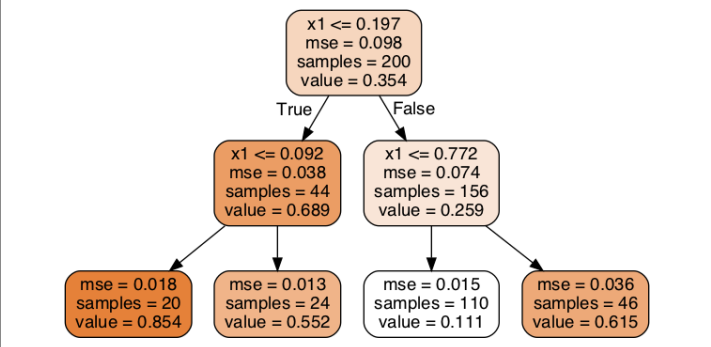 x1 <= 0.197
mse = 0.098
samples = 200
value = 0.354
True
False
x1 <= 0.092
mse = 0.038
samples = 44
value = 0.689
x1 <= 0.772
mse = 0.074
samples = 156
value = 0.259
mse = 0.018
samples = 20
value = 0.854
mse = 0.013
samples = 24
value = 0.552
mse = 0.015
samples = 110
value = 0.111
mse = 0.036
samples = 46
value = 0.615